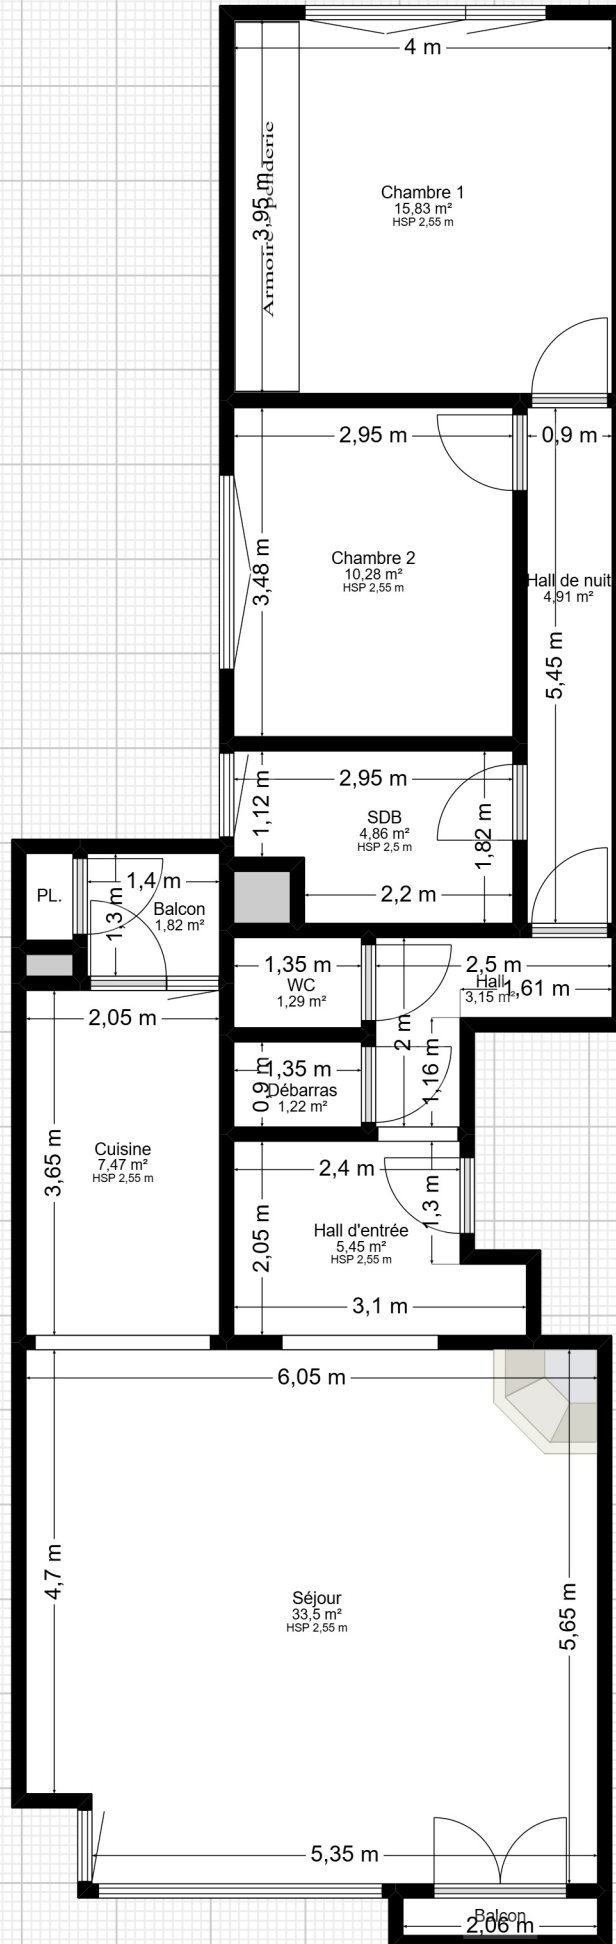 4 m
3,95 m
Armoire - penderie
Chambre 1
15,83 m²
HSP 2,55 m
2,95 m
0,9 m
3,48 m
Chambre 2
10,28 m²
HSP 2,55 m
Hall de nuit
4,91 m²
5,45 m
2,95 m
1,12 m
SDB
4,86 m²
HSP 2,5 m
1,82 m
2,2 m
PL.
1,4 m
1,3 m
Balcon
1,82 m²
1,35 m
WC
1,29 m²
2,5 m
Hall
3,15 m²
1,61 m
2 m
1,16 m
2,05 m
1,35 m
0,9 m
Débarras
1,22 m²
3,65 m
Cuisine
7,47 m²
HSP 2,55 m
2,4 m
1,3 m
2,05 m
Hall d'entrée
5,45 m²
HSP 2,55 m
3,1 m
6,05 m
4,7 m
Séjour
33,5 m²
HSP 2,55 m
5,65 m
5,35 m
Balcon
2,06 m